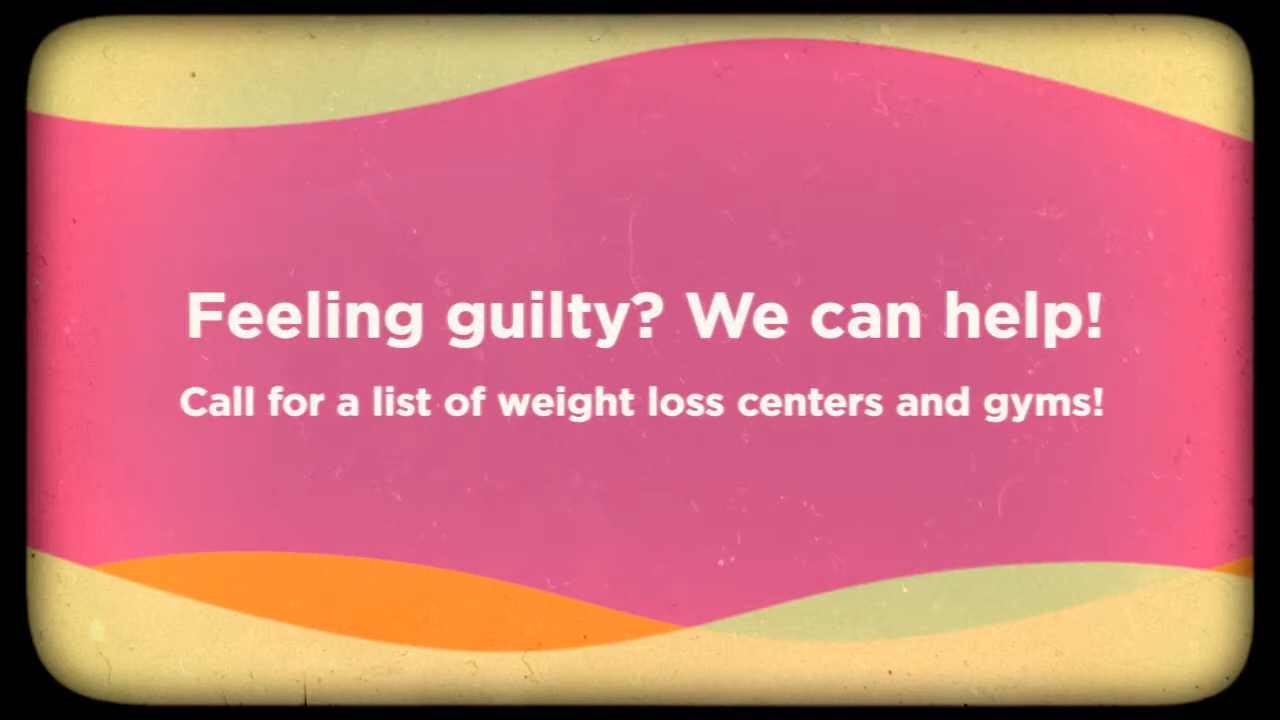 Feeling guilty? We can help!
Call for a list of weight loss centers and gyms!